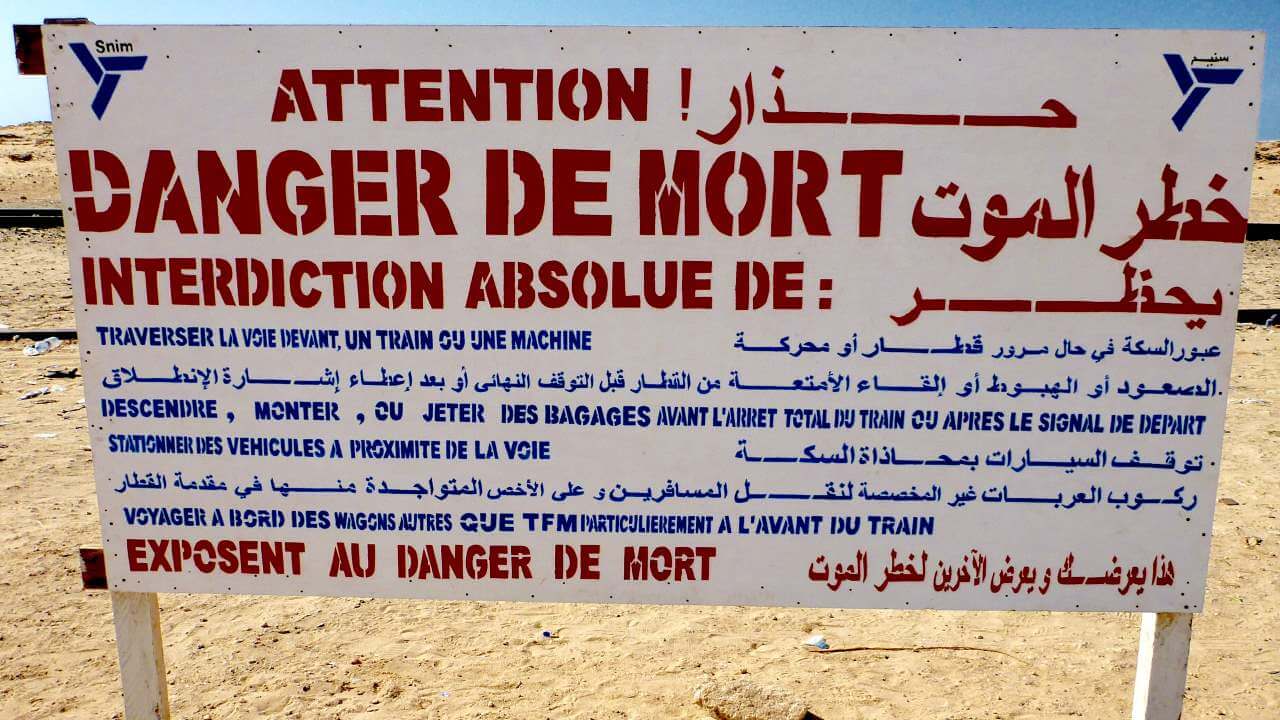 Snim سنيم
ATTENTION ! حذار
DANGER DE MORT خطر الموت
INTERDICTION ABSOLUE DE : يحظر
TRAVERSER LA VOIE DEVANT, UN TRAIN OU UNE MACHINE عبور السكة في حال مرور قطار أو محركة
الصعود أو الهبوط أو إلقاء الأمتعة من القطار قبل التوقف النهائى أو بعد إعطاء إشارة الإنطلاق.
DESCENDRE , MONTER , OU JETER DES BAGAGES AVANT L'ARRET TOTAL DU TRAIN OU APRES LE SIGNAL DE DEPART
STATIONNER DES VEHICULES A PROXIMITE DE LA VOIE توقف السيارات بمحاذاة السكة
ركوب العربات غير المخصصة لنقل المسافرين و على الأخص المتواجدة منها في مقدمة القطار
VOYAGER A BORD DES WAGONS AUTRES QUE TFM PARTICULIEREMENT A L'AVANT DU TRAIN
EXPOSENT AU DANGER DE MORT هذا يعرضك و يعرض الآخرين لخطر الموت